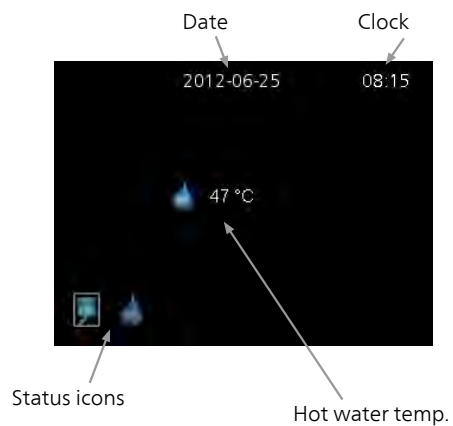 Date Clock
2012-06-25 08:15
47 °C
Status icons
Hot water temp.